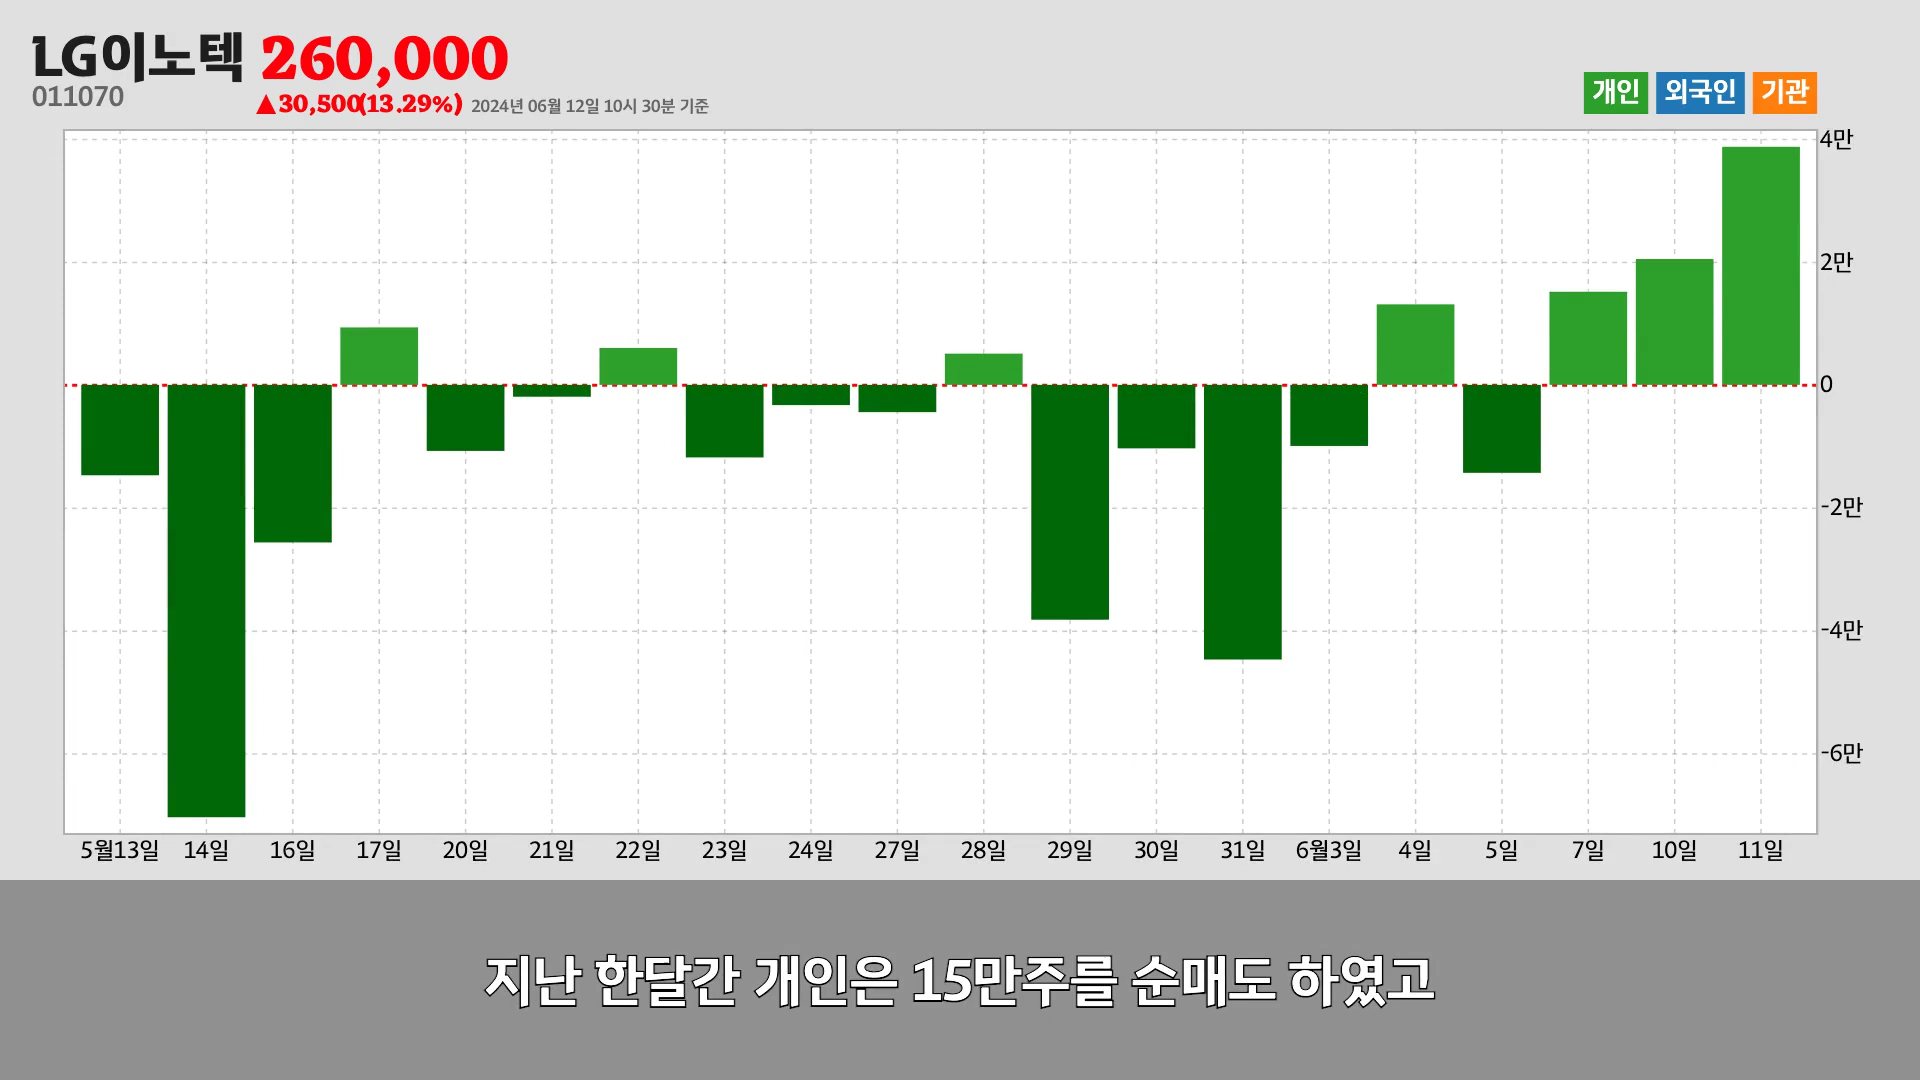 LG이노텍 260,000
011070
▲30,500(13.29%) 2024년 06월 12일 10시 30분 기준
개인 외국인 기관
4만
2만
0
-2만
-4만
-6만
5월13일 14일 16일 17일 20일 21일 22일 23일 24일 27일 28일 29일 30일 31일 6월3일 4일 5일 7일 10일 11일
지난 한달간 개인은 15만주를 순매도 하였고